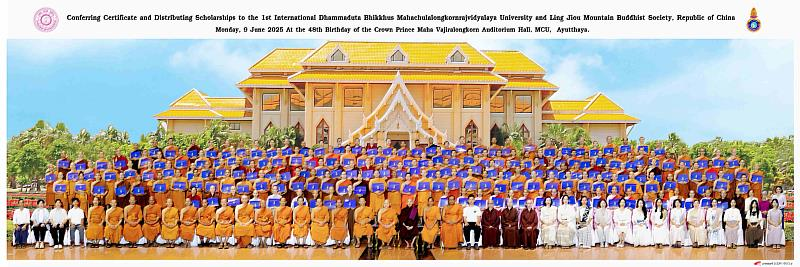 Conferring Certificate and Distributing Scholarships to the 1st International Dhammaduta Bhikkhus Mahachulalongkornrajvidyalaya University and Ling Jiou Mountain Buddhist Society, Republic of China
Monday, 9 June 2025 At the 48th Birthday of the Crown Prince Maha Vajiralongkorn Auditorium Hall, MCU, Ayutthaya.